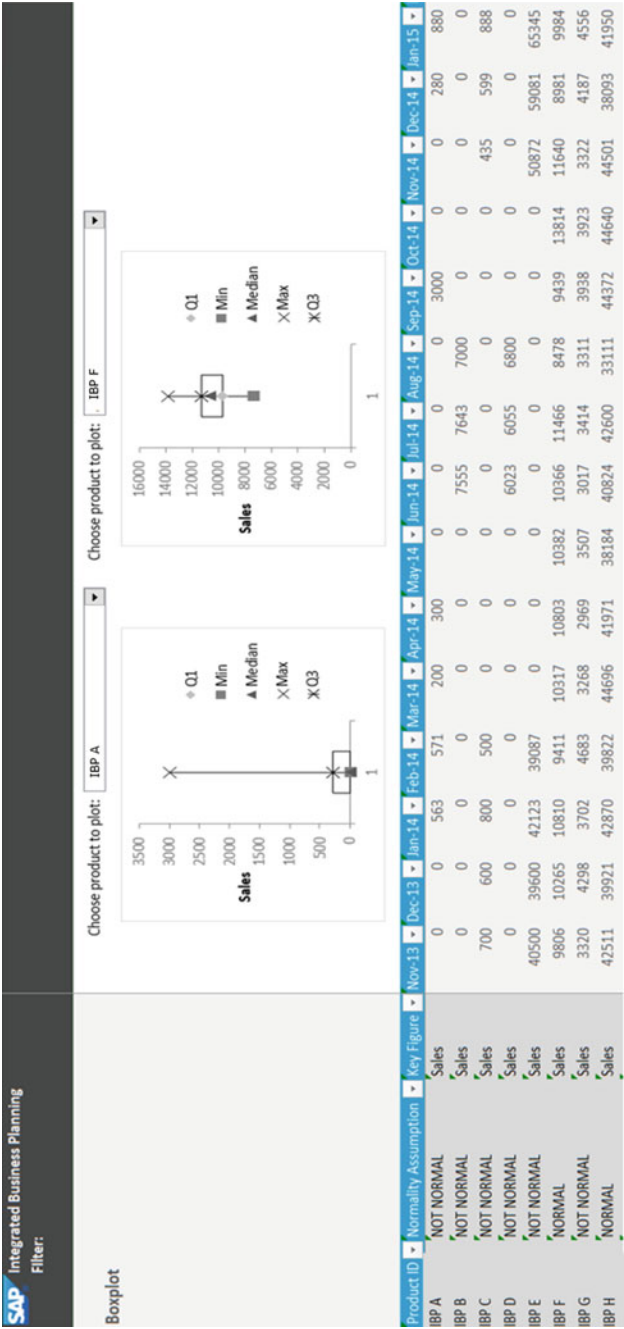 SAP Integrated Business Planning
Filter:
Boxplot
Choose product to plot: IBP A
3500
3000
2500
2000
1500
1000
500
0
Sales
1
Q1
Min
Median
Max
Q3
Choose product to plot: . IBP F
16000
14000
12000
10000
8000
6000
4000
2000
0
Sales
1
Q1
Min
Median
Max
Q3
Product ID Normality Assumption Key Figure Nov-13 Dec-13 Jan-14 Feb-14 Mar-14 Apr-14 May-14 Jun-14 Jul-14 Aug-14 Sep-14 Oct-14 Nov-14 Dec-14 Jan-15
IBP A NOT NORMAL Sales 0 0 563 571 200 300 0 0 0 0 3000 0 0 280 880
IBP B NOT NORMAL Sales 0 0 0 0 0 0 0 7555 7643 7000 0 0 0 0 0
IBP C NOT NORMAL Sales 700 600 800 500 0 0 0 0 0 0 0 0 435 599 888
IBP D NOT NORMAL Sales 0 0 0 0 0 0 0 6023 6055 6800 0 0 0 0 0
IBP E NOT NORMAL Sales 40500 39600 42123 39087 0 0 0 0 0 0 0 0 50872 59081 65345
IBP F NORMAL Sales 9806 10265 10810 9411 10317 10803 10382 10366 11466 8478 9439 13814 11640 8981 9984
IBP G NOT NORMAL Sales 3320 4298 3702 4683 3268 2969 3507 3017 3414 3311 3938 3923 3322 4187 4556
IBP H NORMAL Sales 42511 39921 42870 39822 44696 41971 38184 40824 42600 33111 44372 44640 44501 38093 41950